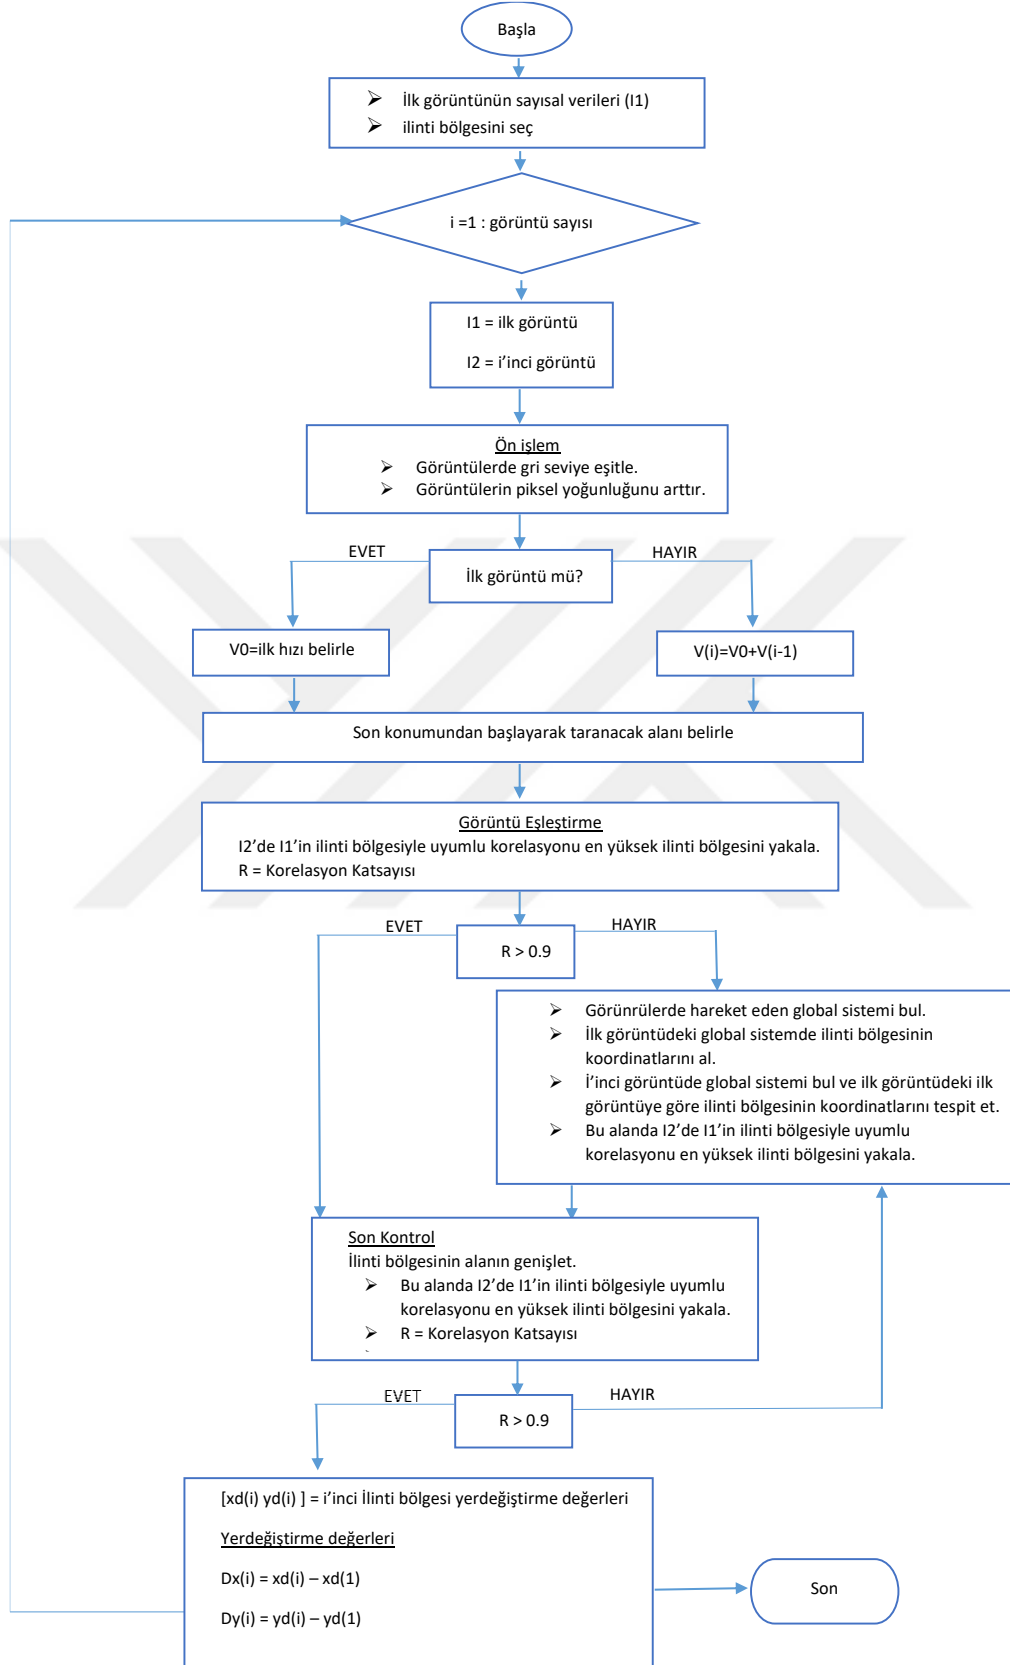 Başla
➢ İlk görüntünün sayısal verileri (I1)
➢ ilinti bölgesini seç
i =1 : görüntü sayısı
I1 = ilk görüntü
I2 = i’inci görüntü
Ön işlem
➢ Görüntülerde gri seviye eşitle.
➢ Görüntülerin piksel yoğunluğunu arttır.
EVET
HAYIR
İlk görüntü mü?
V0=ilk hızı belirle
V(i)=V0+V(i-1)
Son konumundan başlayarak taranacak alanı belirle
Görüntü Eşleştirme
I2’de I1’in ilinti bölgesiyle uyumlu korelasyonu en yüksek ilinti bölgesini yakala.
R = Korelasyon Katsayısı
EVET
HAYIR
R > 0.9
➢ Görünrülerde hareket eden global sistemi bul.
➢ İlk görüntüdeki global sistemde ilinti bölgesinin
koordinatlarını al.
➢ İ’inci görüntüde global sistemi bul ve ilk görüntüdeki ilk
görüntüye göre ilinti bölgesinin koordinatlarını tespit et.
➢ Bu alanda I2’de I1’in ilinti bölgesiyle uyumlu
korelasyonu en yüksek ilinti bölgesini yakala.
Son Kontrol
İlinti bölgesinin alanın genişlet.
➢ Bu alanda I2’de I1’in ilinti bölgesiyle uyumlu
korelasyonu en yüksek ilinti bölgesini yakala.
➢ R = Korelasyon Katsayısı
EVET
HAYIR
R > 0.9
[xd(i) yd(i) ] = i’inci İlinti bölgesi yerdeğiştirme değerleri
Yerdeğiştirme değerleri
Dx(i) = xd(i) – xd(1)
Dy(i) = yd(i) – yd(1)
Son